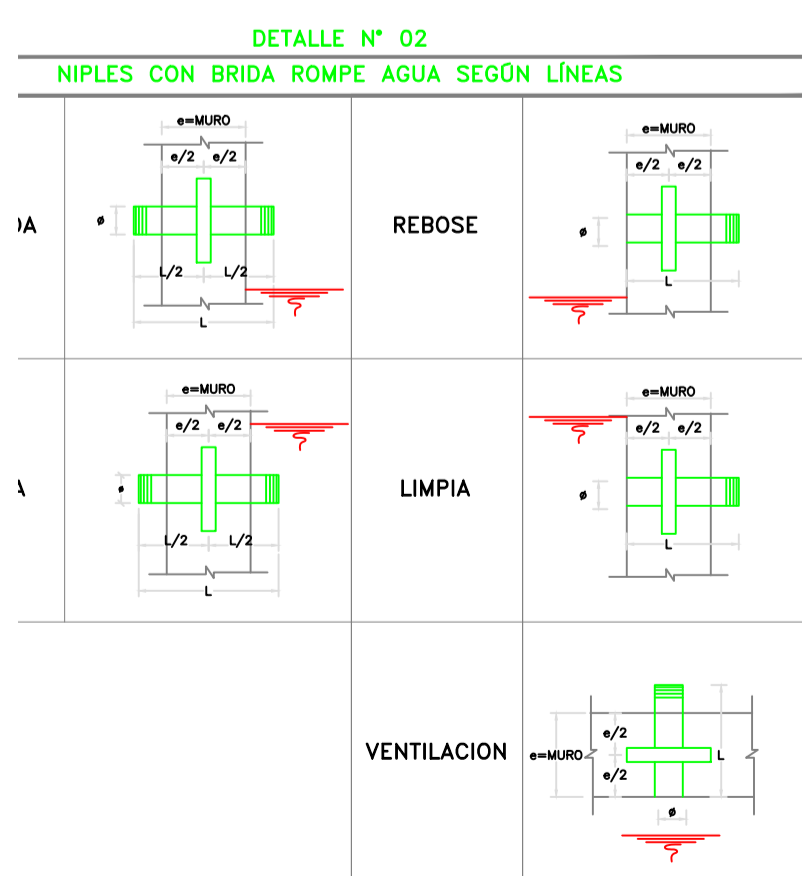 DETALLE N° 02
NIPLES CON BRIDA ROMPE AGUA SEGÚN LÍNEAS
e=MURO
e/2 e/2
ø
L/2 L/2
L
REBOSE
e=MURO
e/2 e/2
ø
L
e=MURO
e/2 e/2
ø
L/2 L/2
L
LIMPIA
e=MURO
e/2 e/2
ø
L
VENTILACION
e=MURO
e/2
e/2
L
ø